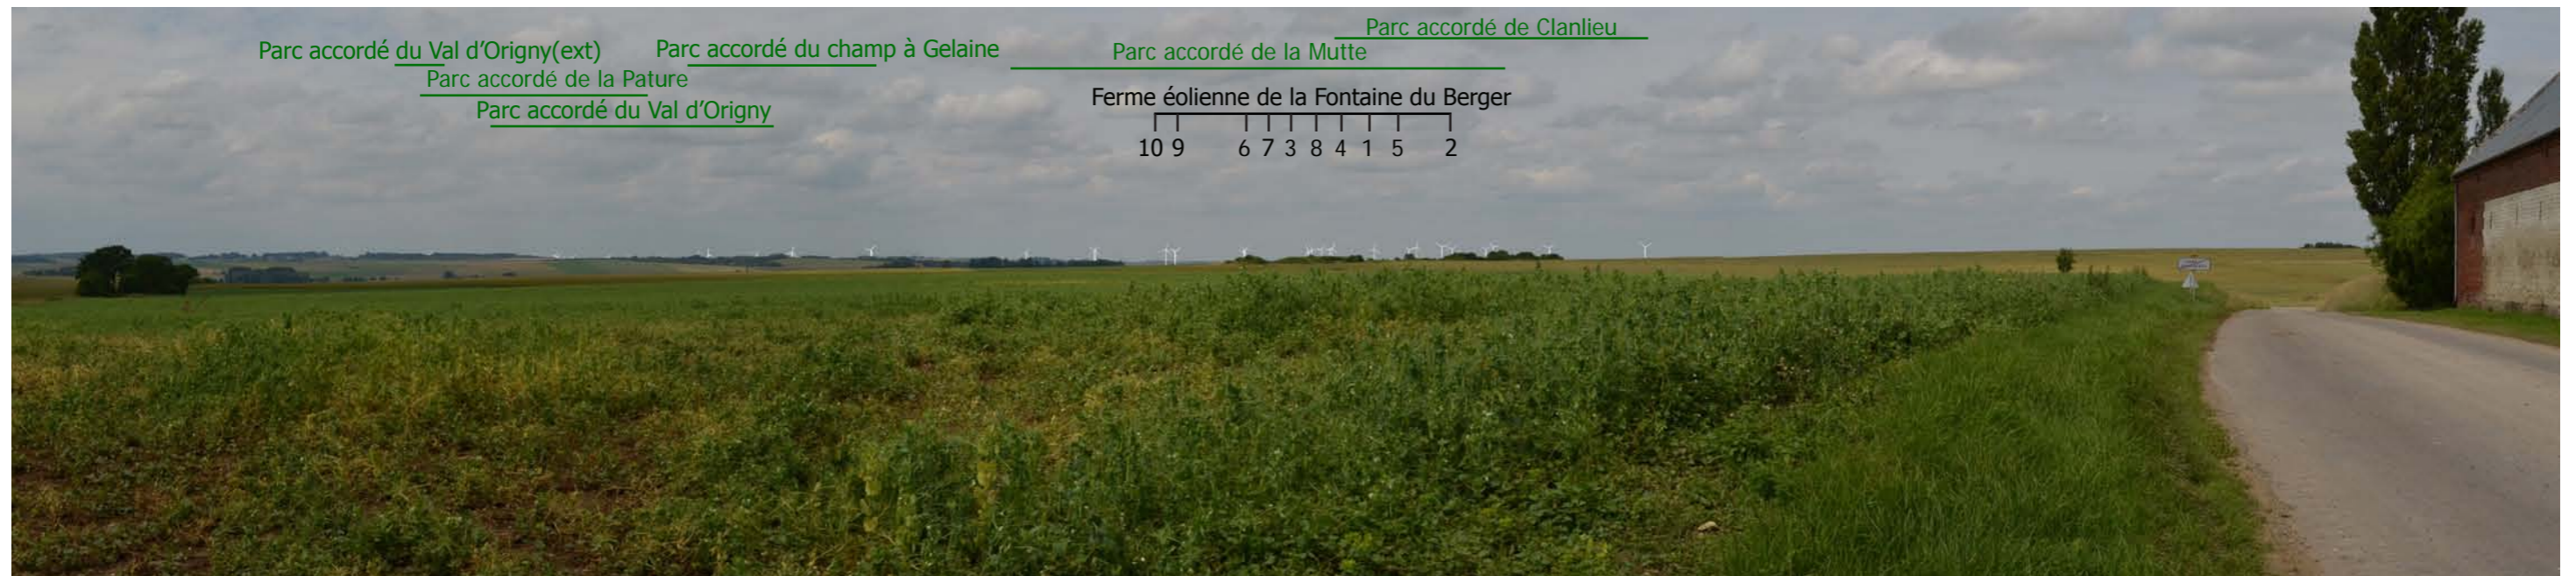 Parc accordé de Clanlieu
Parc accordé du Val d'Origny(ext)
Parc accordé du champ à Gelaine
Parc accordé de la Mutte
Parc accordé de la Pature
Ferme éolienne de la Fontaine du Berger
Parc accordé du Val d'Origny
10 9 6 7 3 8 4 1 5 2